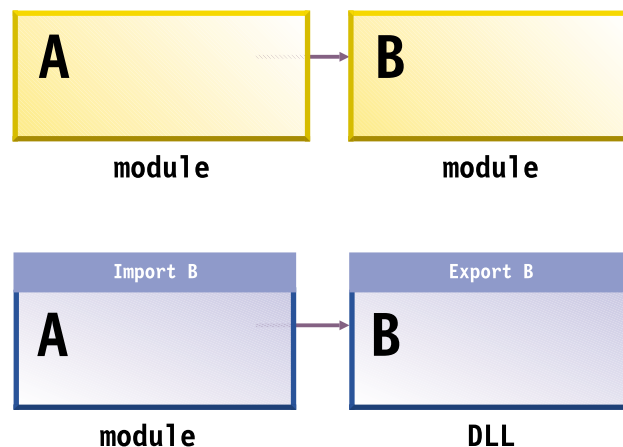 A
B
module
module
Import B
Export B
A
B
module
DLL